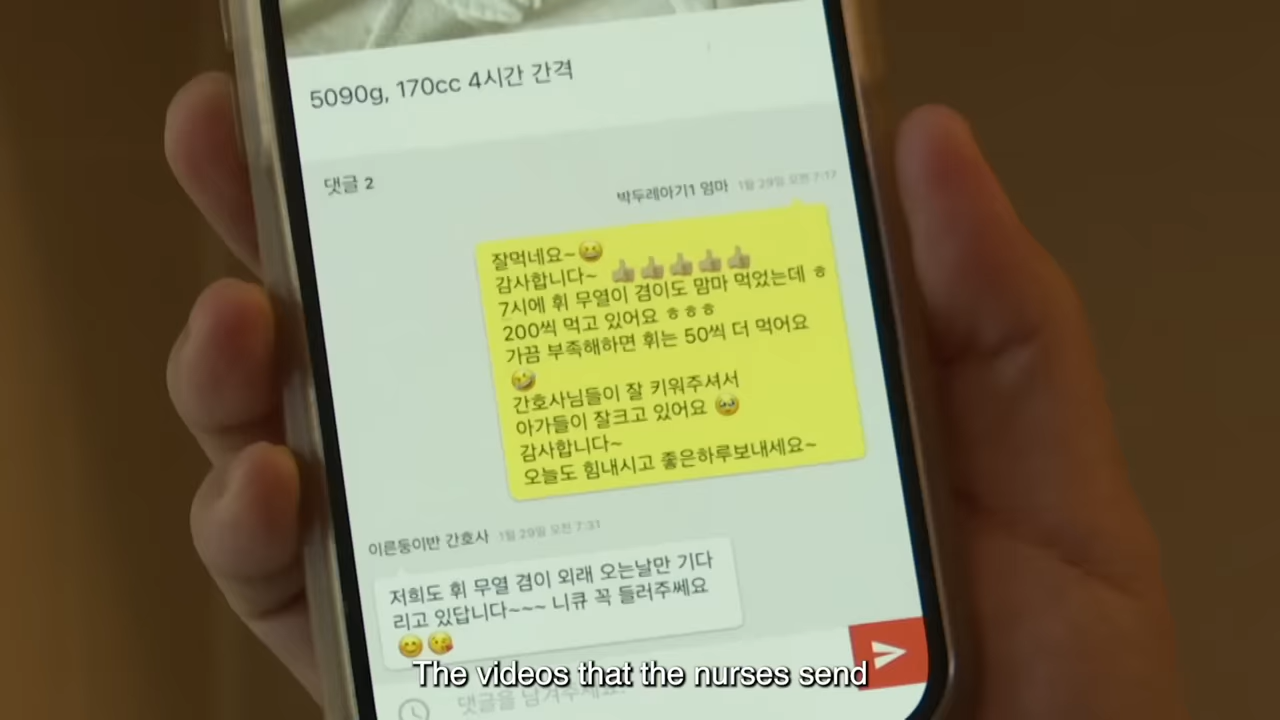 5090g, 170cc 4시간 간격
댓글 2
박두레아기1 엄마 1월 29일 오전 7:17
잘먹네요~😆
감사합니다~ 👍🏼👍🏼👍🏼👍🏼👍🏼
7시에 휘 무열이 겸이도 맘마 먹었는데 ㅎ
200씩 먹고 있어요 ㅎㅎㅎ
가끔 부족해하면 휘는 50씩 더 먹어요
🤣
간호사님들이 잘 키워주셔서
아가들이 잘크고 있어요 🥹
감사합니다~
오늘도 힘내시고 좋은하루보내세요~
이른둥이반 간호사 1월 29일 오전 7:31
저희도 휘 무열 겸이 외래 오는날만 기다
리고 있답니다~~~ 니큐 꼭 들러주쎄요
😊😘
The videos that the nurses send
댓글을 남겨주세요.